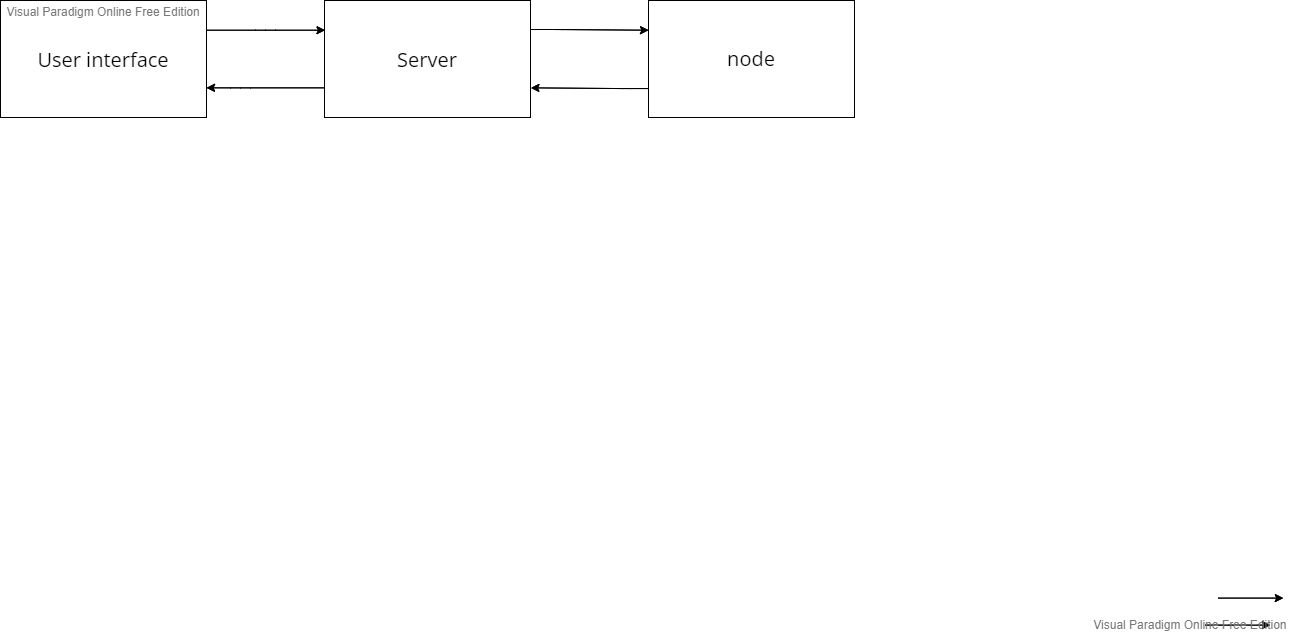 Visual Paradigm Online Free Edition
User interface
Server
node
Visual Paradigm Online Free Edition